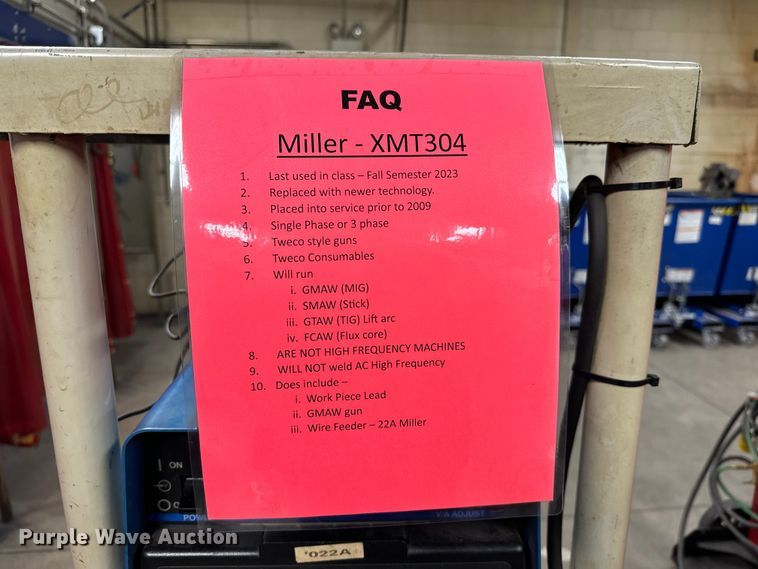 FAQ
Miller - XMT304
1. Last used in class – Fall Semester 2023
2. Replaced with newer technology.
3. Placed into service prior to 2009
4. Single Phase or 3 phase
5. Tweco style guns
6. Tweco Consumables
7. Will run
i. GMAW (MIG)
ii. SMAW (Stick)
iii. GTAW (TIG) Lift arc
iv. FCAW (Flux core)
8. ARE NOT HIGH FREQUENCY MACHINES
9. WILL NOT weld AC High Frequency
10. Does include –
i. Work Piece Lead
ii. GMAW gun
iii. Wire Feeder – 22A Miller
ON
V/A ADJUST
022A
Purple Wave Auction
Purple Wave Auction